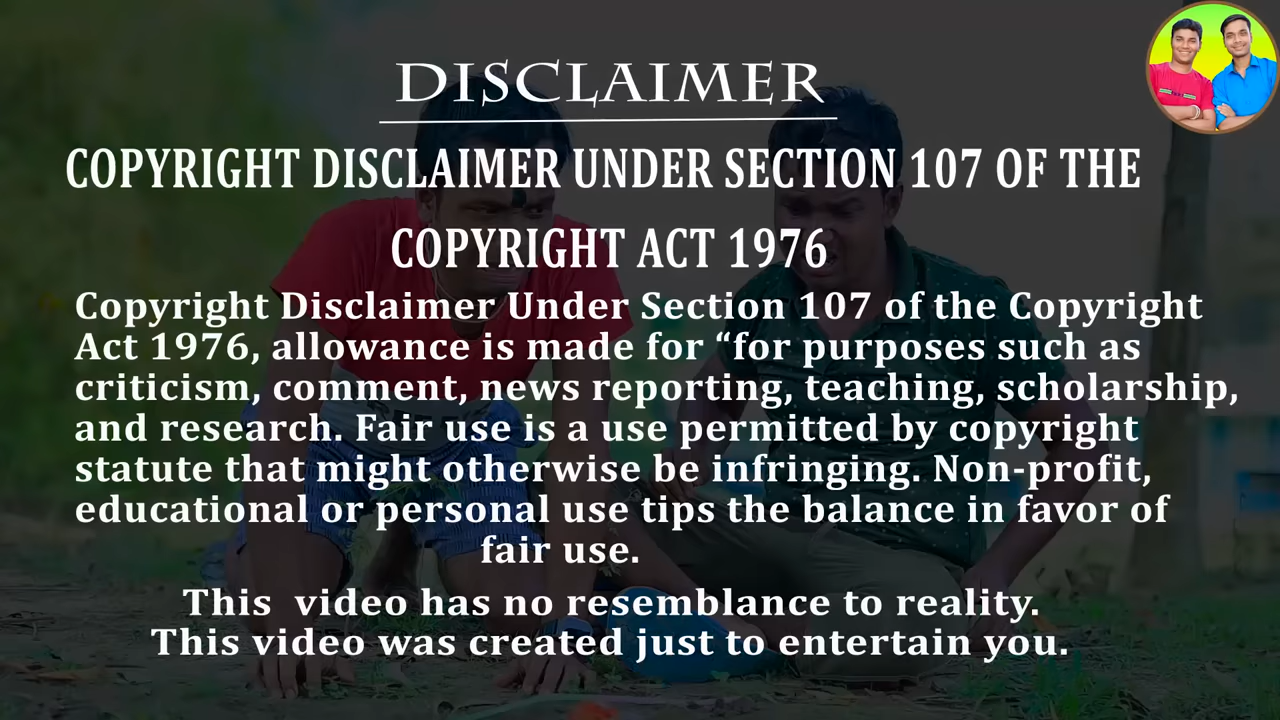 DISCLAIMER
COPYRIGHT DISCLAIMER UNDER SECTION 107 OF THE
COPYRIGHT ACT 1976
Copyright Disclaimer Under Section 107 of the Copyright
Act 1976, allowance is made for “for purposes such as
criticism, comment, news reporting, teaching, scholarship,
and research. Fair use is a use permitted by copyright
statute that might otherwise be infringing. Non-profit,
educational or personal use tips the balance in favor of
fair use.
This video has no resemblance to reality.
This video was created just to entertain you.